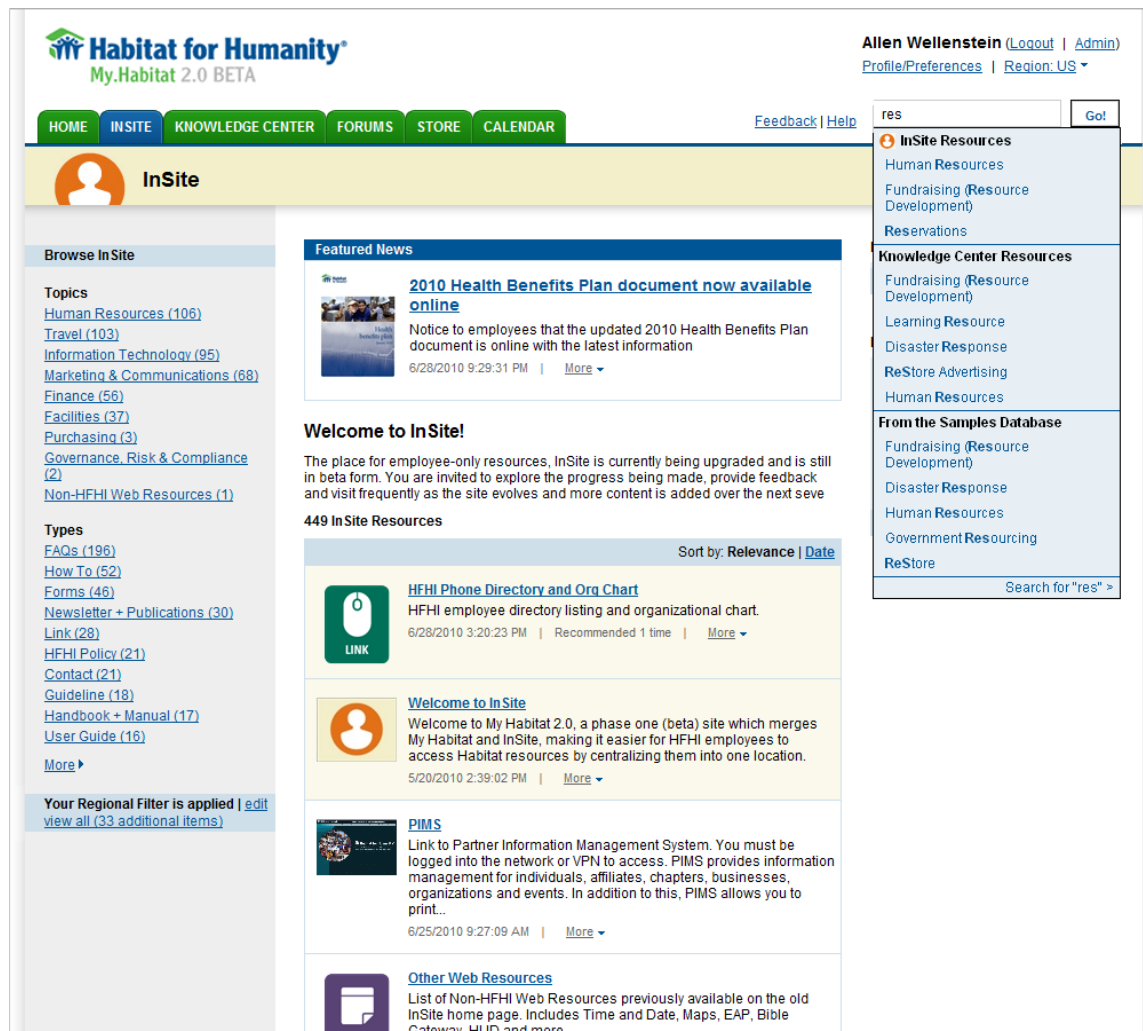 Habitat for Humanity®
My.Habitat 2.0 BETA
Allen Wellenstein (Logout | Admin)
Profile/Preferences | Region: US
HOME
INSITE
KNOWLEDGE CENTER
FORUMS
STORE
CALENDAR
Feedback | Help
res
Go!
InSite
InSite Resources
Human Resources
Fundraising (Resource
Development)
Reservations
Knowledge Center Resources
Fundraising (Resource
Development)
Learning Resource
Disaster Response
ReStore Advertising
Human Resources
From the Samples Database
Fundraising (Resource
Development)
Disaster Response
Human Resources
Government Resourcing
ReStore
Search for "res" >
Browse InSite
Topics
Human Resources (106)
Travel (103)
Information Technology (95)
Marketing & Communications (68)
Finance (56)
Facilities (37)
Purchasing (3)
Governance, Risk & Compliance
(2)
Non-HFHI Web Resources (1)
Types
FAQs (196)
How To (52)
Forms (46)
Newsletter + Publications (30)
Link (28)
HFHI Policy (21)
Contact (21)
Guideline (18)
Handbook + Manual (17)
User Guide (16)
More
Your Regional Filter is applied | edit
view all (33 additional items)
Featured News
Health
benefits plan
2010 Health Benefits Plan document now available
online
Notice to employees that the updated 2010 Health Benefits Plan
document is online with the latest information
6/28/2010 9:29:31 PM | More
Welcome to InSite!
The place for employee-only resources, InSite is currently being upgraded and is still
in beta form. You are invited to explore the progress being made, provide feedback
and visit frequently as the site evolves and more content is added over the next seve
449 InSite Resources
Sort by: Relevance | Date
LINK
HFHI Phone Directory and Org Chart
HFHI employee directory listing and organizational chart.
6/28/2010 3:20:23 PM | Recommended 1 time | More
Welcome to InSite
Welcome to My Habitat 2.0, a phase one (beta) site which merges
My Habitat and InSite, making it easier for HFHI employees to
access Habitat resources by centralizing them into one location.
5/20/2010 2:39:02 PM | More
PIMS
Link to Partner Information Management System. You must be
logged into the network or VPN to access. PIMS provides information
management for individuals, affiliates, chapters, businesses,
organizations and events. In addition to this, PIMS allows you to
print...
6/25/2010 9:27:09 AM | More
Other Web Resources
List of Non-HFHI Web Resources previously available on the old
InSite home page. Includes Time and Date, Maps, EAP, Bible
Gateway, HUD and more